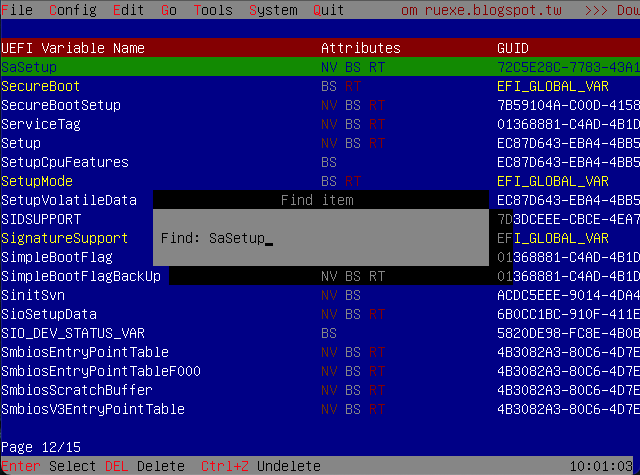 File Config Edit Go Tools System Quit om ruexe.blogspot.tw >>> Dow
UEFI Variable Name Attributes GUID
SaSetup NV BS RT 72C5E28C-7783-43A1
SecureBoot BS RT EFI_GLOBAL_VAR
SecureBootSetup NV BS RT 7B59104A-C00D-4158
ServiceTag NV BS RT 01368881-C4AD-4B1D
Setup NV BS RT EC87D643-EBA4-4BB5
SetupCpuFeatures BS EC87D643-EBA4-4BB5
SetupMode BS RT EFI_GLOBAL_VAR
SetupVolatileData EC87D643-EBA4-4BB5
Find item
SIDSUPPORT 7D3DCEEE-CBCE-4EA7
SignatureSupport EFI_GLOBAL_VAR
Find: SaSetup_
SimpleBootFlag 01368881-C4AD-4B1D
SimpleBootFlagBackUp NV BS RT 01368881-C4AD-4B1D
SinitSvn NV BS ACDC5EEE-9014-4DA4
SioSetupData NV BS RT 6B0CC1BC-910F-411E
SIO_DEV_STATUS_VAR BS 5820DE98-FC8E-4B0B
SmbiosEntryPointTable NV BS RT 4B3082A3-80C6-4D7E
SmbiosEntryPointTableF000 NV BS RT 4B3082A3-80C6-4D7E
SmbiosScratchBuffer NV BS RT 4B3082A3-80C6-4D7E
SmbiosV3EntryPointTable NV BS RT 4B3082A3-80C6-4D7E
Page 12/15
Enter Select DEL Delete Ctrl+Z Undelete 10:01:03